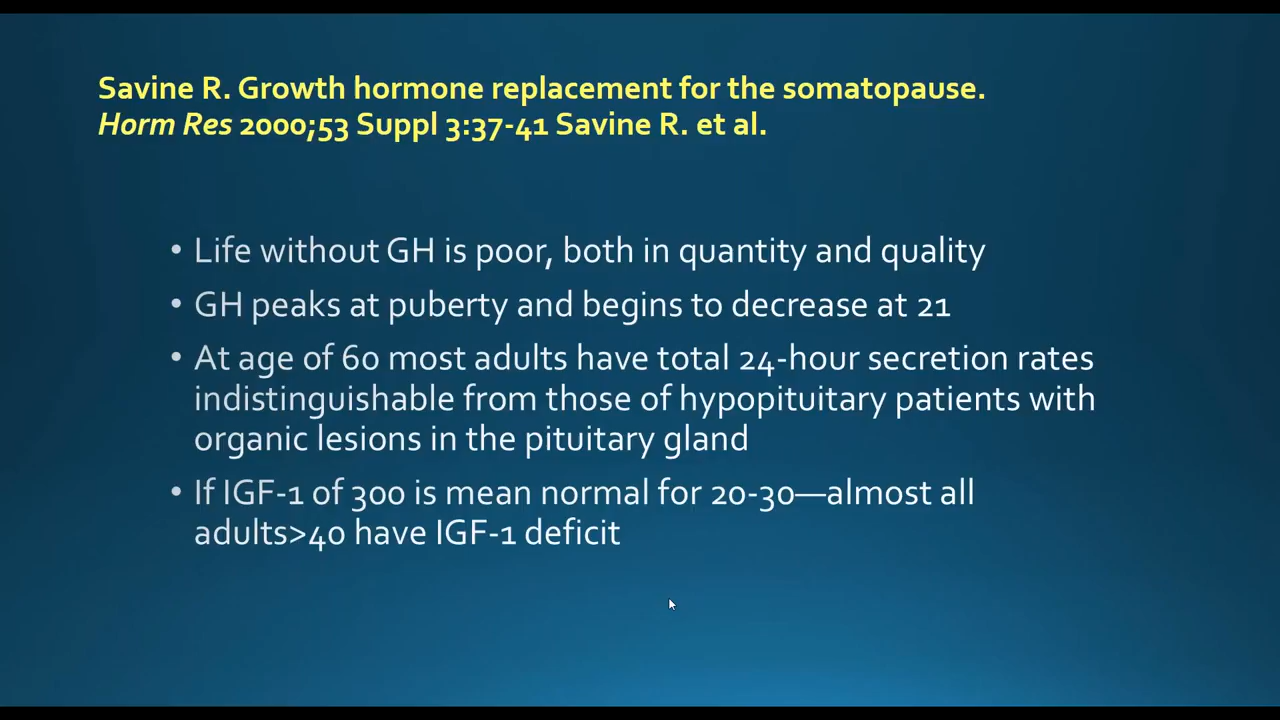 Savine R. Growth hormone replacement for the somatopause.
Horm Res 2000;53 Suppl 3:37-41 Savine R. et al.
• Life without GH is poor, both in quantity and quality
• GH peaks at puberty and begins to decrease at 21
• At age of 60 most adults have total 24-hour secretion rates
indistinguishable from those of hypopituitary patients with
organic lesions in the pituitary gland
• If IGF-1 of 300 is mean normal for 20-30—almost all
adults>40 have IGF-1 deficit